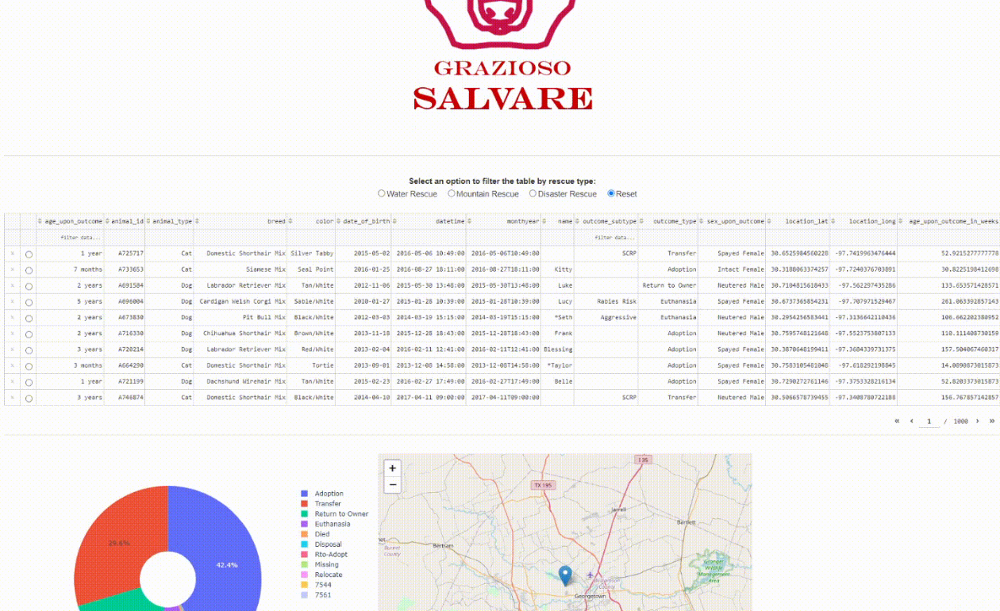 GRAZIOSO
SALVARE
Select an option to filter the table by rescue type:
Water Rescue Mountain Rescue Disaster Rescue Reset
age_upon_outcome animal_id animal_type breed color date_of_birth datetime monthyear name outcome_subtype outcome_type sex_upon_outcome location_lat location_long age_upon_outcome_in_weeks
filter data... filter data...
1 year A725717 Cat Domestic Shorthair Mix Silver Tabby 2015-05-02 2016-05-06 10:49:00 2016-05-06T10:49:00 SCRP Transfer Spayed Female 30.6525984560228 -97.7419963476444 52.9215277777778
7 months A733653 Cat Siamese Mix Seal Point 2016-01-25 2016-08-27 18:11:00 2016-08-27T18:11:00 Kitty Adoption Intact Female 30.3188063374257 -97.7240376703891 30.8225198412698
2 years A691584 Dog Labrador Retriever Mix Tan/White 2012-11-06 2015-05-30 13:48:00 2015-05-30T13:48:00 Luke Return to Owner Neutered Male 30.7104815618433 -97.562297435286 133.653571428571
5 years A696004 Dog Cardigan Welsh Corgi Mix Sable/White 2010-01-27 2015-01-28 10:39:00 2015-01-28T10:39:00 Lucy Rabies Risk Euthanasia Spayed Female 30.6737365854231 -97.707971529467 261.063392857143
2 years A673830 Dog Pit Bull Mix Black/White 2012-03-03 2014-03-19 15:15:00 2014-03-19T15:15:00 *Seth Aggressive Euthanasia Neutered Male 30.2954256583441 -97.3136642110436 106.662202380952
2 years A716330 Dog Chihuahua Shorthair Mix Brown/White 2013-11-18 2015-12-28 18:43:00 2015-12-28T18:43:00 Frank Adoption Neutered Male 30.7595748121648 -97.5523753807133 110.111408730159
3 years A720214 Dog Labrador Retriever Mix Red/White 2013-02-04 2016-02-11 12:41:00 2016-02-11T12:41:00 Blessing Adoption Spayed Female 30.3870648199411 -97.3684339731375 157.504067460317
3 months A664290 Cat Domestic Shorthair Mix Tortie 2013-09-01 2013-12-08 14:58:00 2013-12-08T14:58:00 *Taylor Adoption Spayed Female 30.7583105481048 -97.618292198845 14.0890873015873
1 year A721199 Dog Dachshund Wirehair Mix Tan/White 2015-02-23 2016-02-27 17:49:00 2016-02-27T17:49:00 Belle Adoption Spayed Female 30.7290272761146 -97.3753328216134 52.8203373015873
3 years A746874 Cat Domestic Shorthair Mix Black/White 2014-04-10 2017-04-11 09:00:00 2017-04-11T09:00:00 SCRP Transfer Neutered Male 30.5066578739455 -97.3408780722188 156.767857142857
« ‹ 1 / 1000 › »
29.6%
42.4%
Adoption
Transfer
Return to Owner
Euthanasia
Died
Disposal
Rto-Adopt
Missing
Relocate
7544
7561
+
−
I 35
TX 195
Jarrell
Bartlett
Bertram
Burnet
County
Granger
Wildlife
Management
Area
Williamson
County
Georgetown